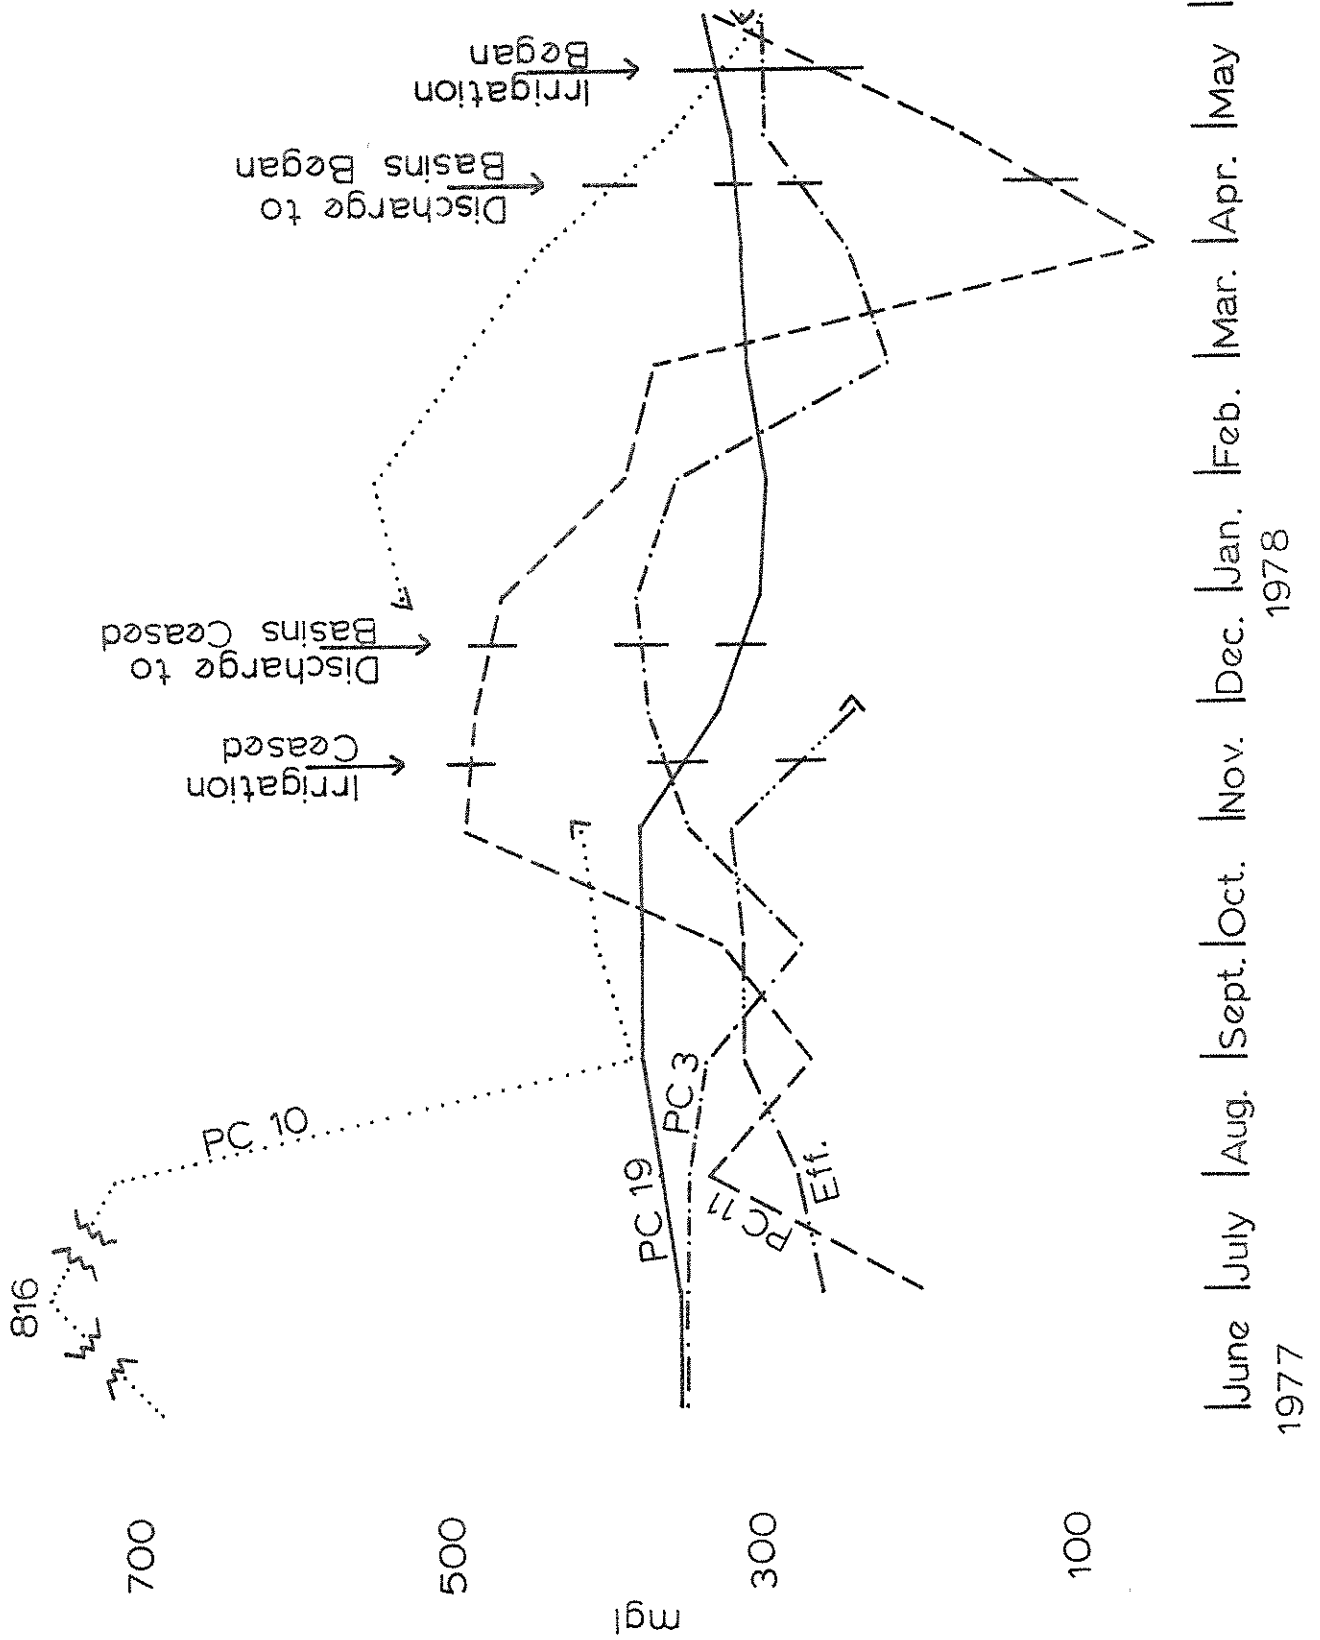 816
PC 10
PC 19
PC 3
PC 11
Eff.
Irrigation
Ceased
Discharge to
Basins Ceased
Discharge to
Basins Began
Irrigation
Began
mgl
700
500
300
100
June July Aug. Sept. Oct. Nov. Dec. Jan. Feb. Mar. Apr. May
1977 1978